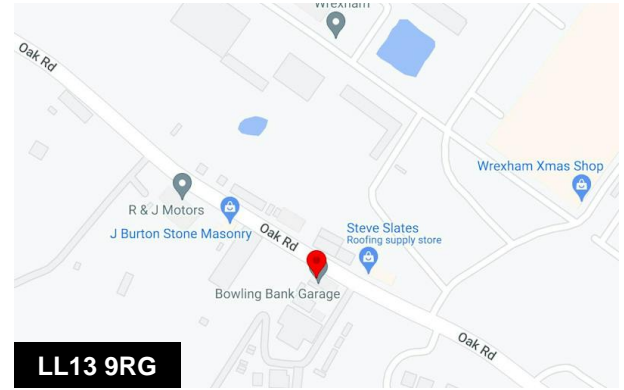 Wrexham
Oak Rd
Wrexham Xmas Shop
R & J Motors
J Burton Stone Masonry
Oak Rd
Steve Slates
Roofing supply store
Bowling Bank Garage
Oak Rd
LL13 9RG